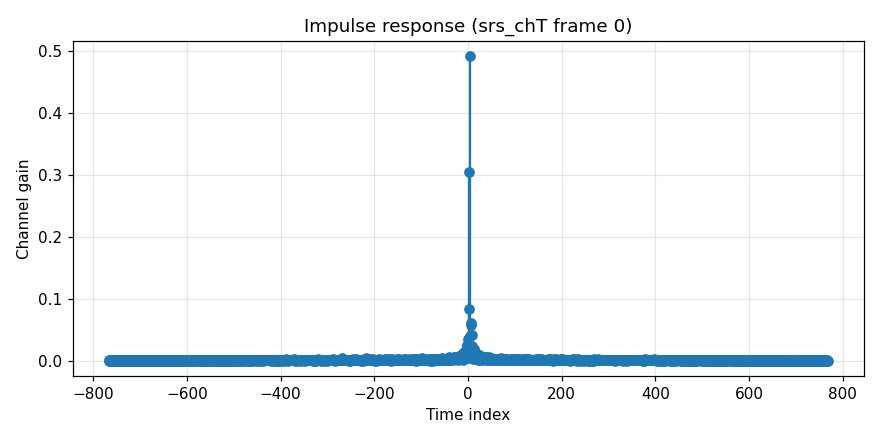 Impulse response (srs_chT frame 0)
Channel gain
0.5
0.4
0.3
0.2
0.1
0.0
−800 −600 −400 −200 0 200 400 600 800
Time index